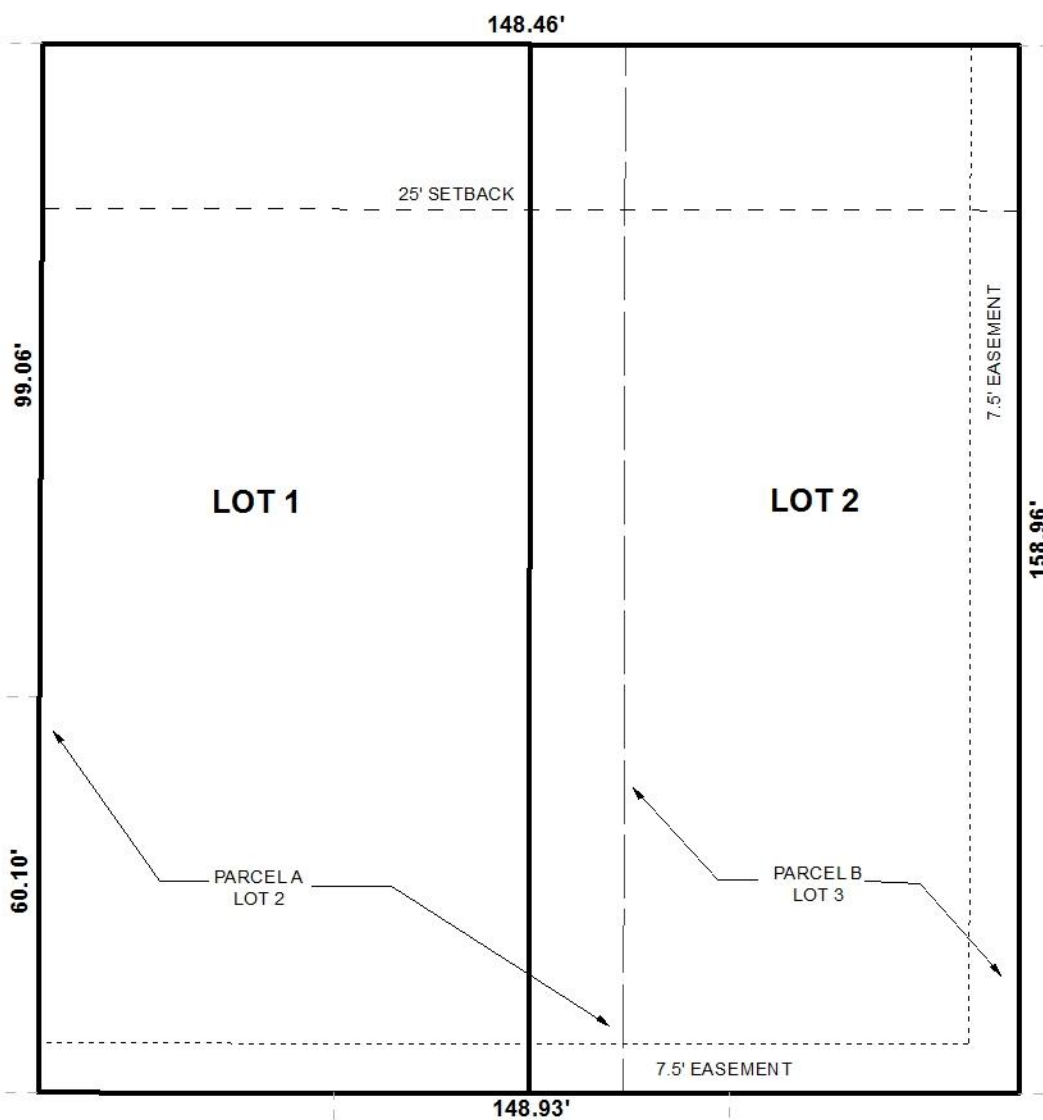 148.46'
25' SETBACK
7.5' EASEMENT
99.06'
LOT 1
LOT 2
158.96'
60.10'
PARCEL A
LOT 2
PARCEL B
LOT 3
7.5' EASEMENT
148.93'